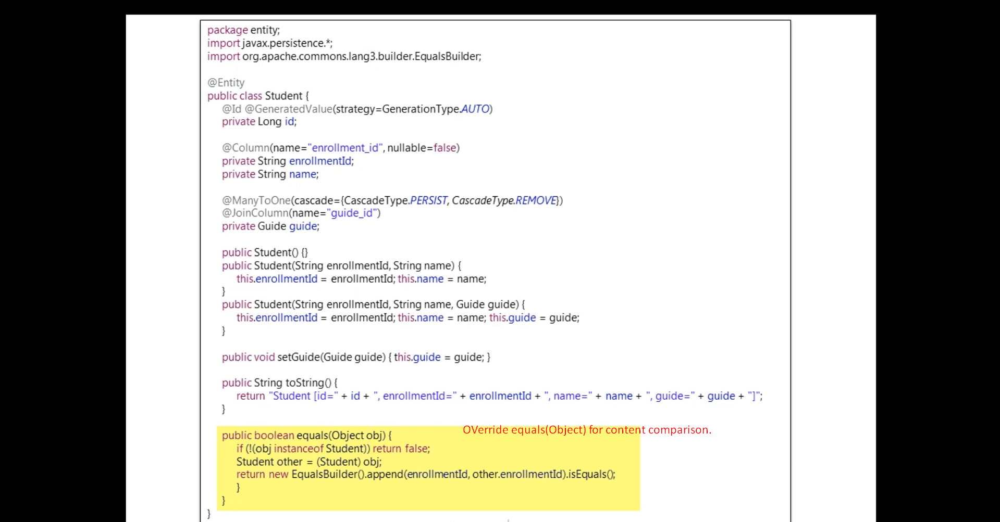 package entity;
import javax.persistence.*;
import org.apache.commons.lang3.builder.EqualsBuilder;
@Entity
public class Student {
@Id @GeneratedValue(strategy=GenerationType.AUTO)
private Long id;
@Column(name="enrollment_id", nullable=false)
private String enrollmentId;
private String name;
@ManyToOne(cascade={CascadeType.PERSIST, CascadeType.REMOVE})
@JoinColumn(name="guide_id")
private Guide guide;
public Student() {}
public Student(String enrollmentId, String name) {
this.enrollmentId = enrollmentId; this.name = name;
}
public Student(String enrollmentId, String name, Guide guide) {
this.enrollmentId = enrollmentId; this.name = name; this.guide = guide;
}
public void setGuide(Guide guide) { this.guide = guide; }
public String toString() {
return "Student [id=" + id + ", enrollmentId=" + enrollmentId + ", name=" + name + ", guide=" + guide + "]";
}
OVerride equals(Object) for content comparison.
public boolean equals(Object obj) {
if (!(obj instanceof Student)) return false;
Student other = (Student) obj;
return new EqualsBuilder().append(enrollmentId, other.enrollmentId).isEquals();
}
}
}